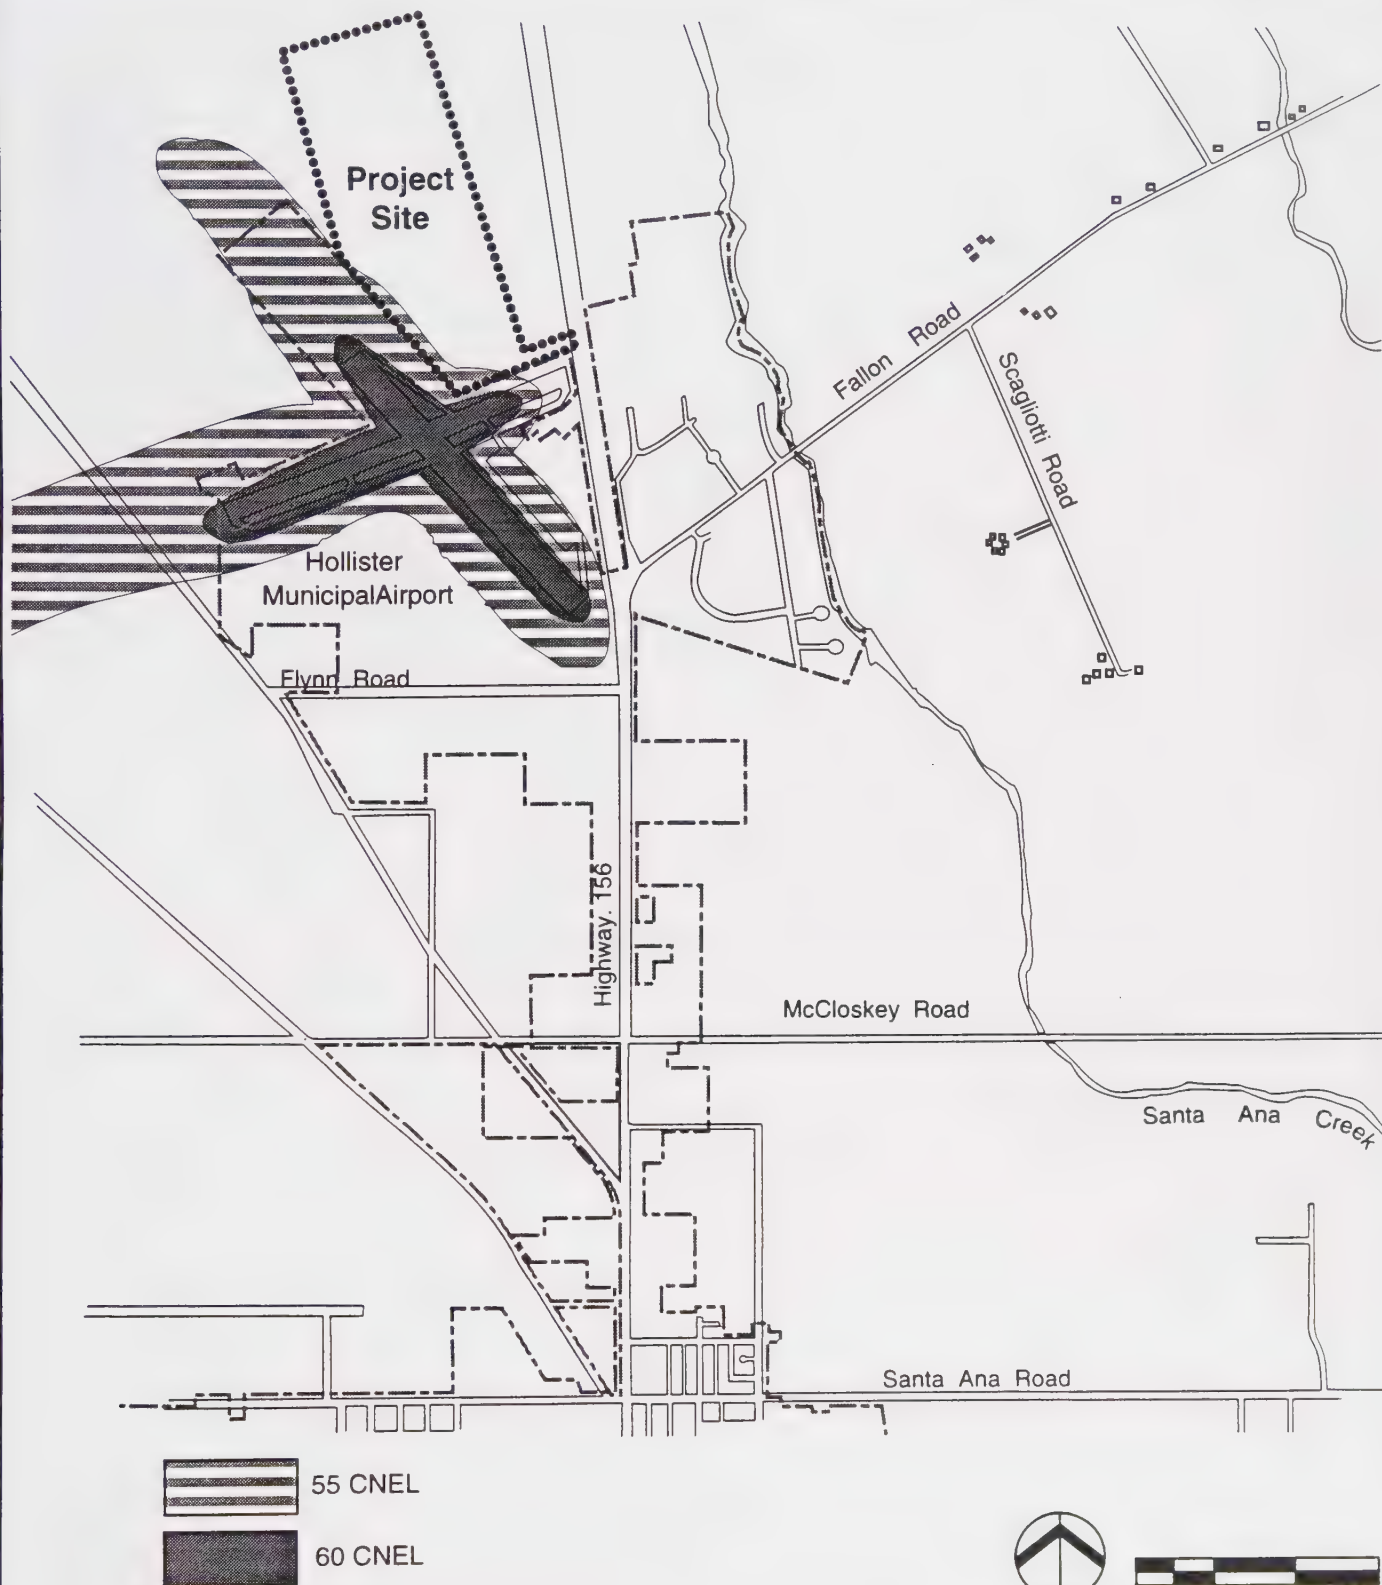 Project
Site
Fallon Road
Scagliotti Road
Hollister
MunicipalAirport
Flynn Road
Highway. 156
McCloskey Road
Santa Ana Creek
Santa Ana Road
55 CNEL
60 CNEL